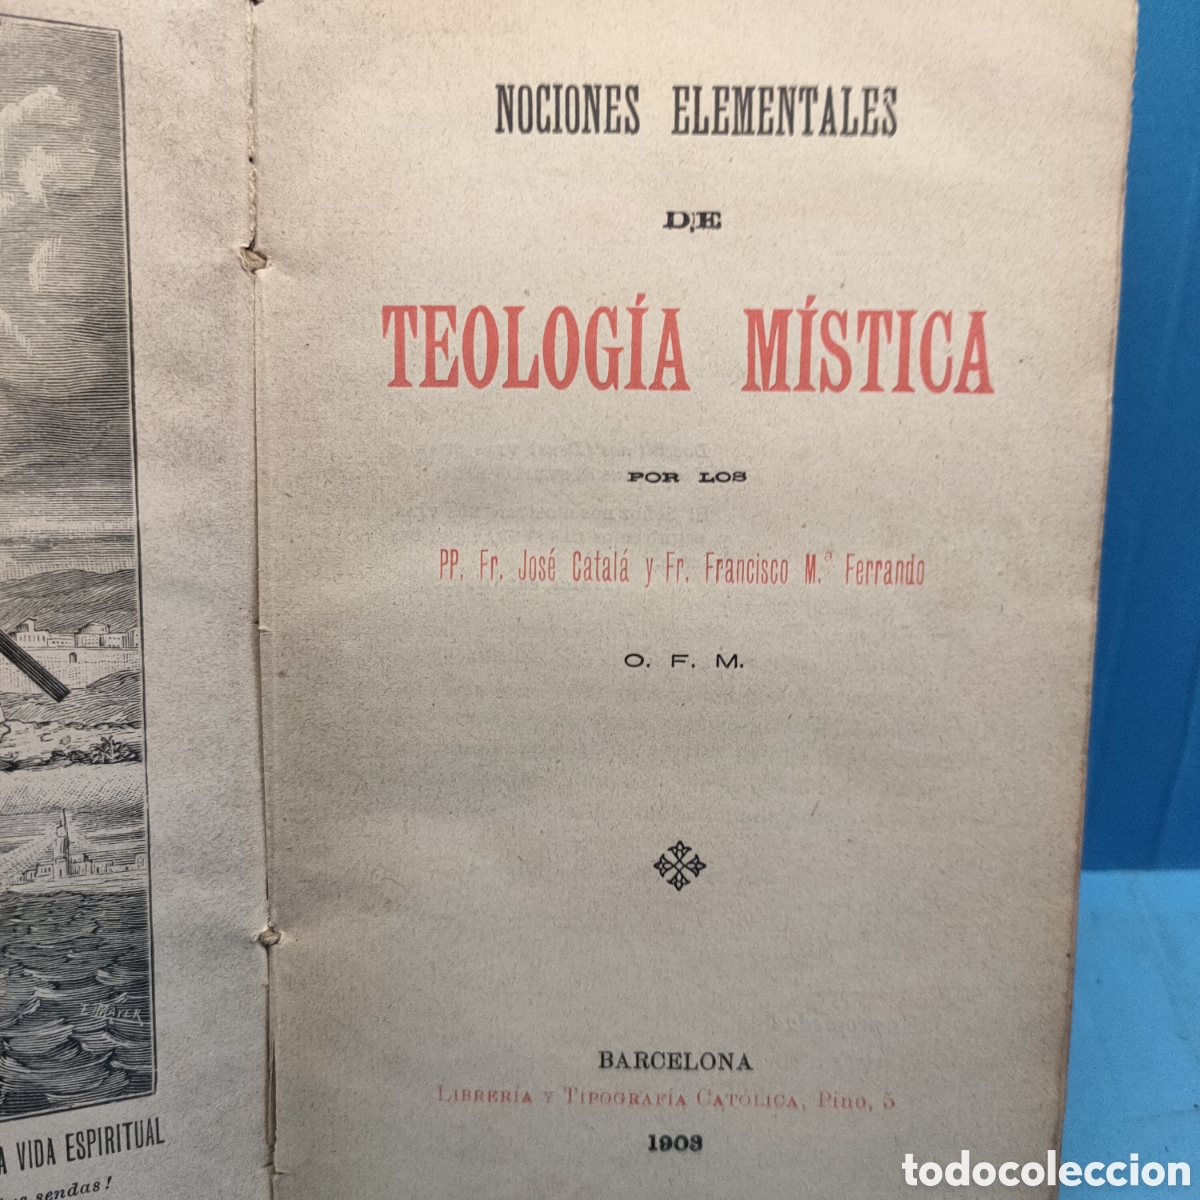 NOCIONES ELEMENTALES
DE
TEOLOGÍA MÍSTICA
POR LOS
PP. Fr. José Catalá y Fr. Francisco M.ª Ferrando
O. F. M.
BARCELONA
LIBRERÍA Y TIPOGRAFÍA CATÓLICA, Pino, 5
1903
A VIDA ESPIRITUAL
sendas!
todocoleccion